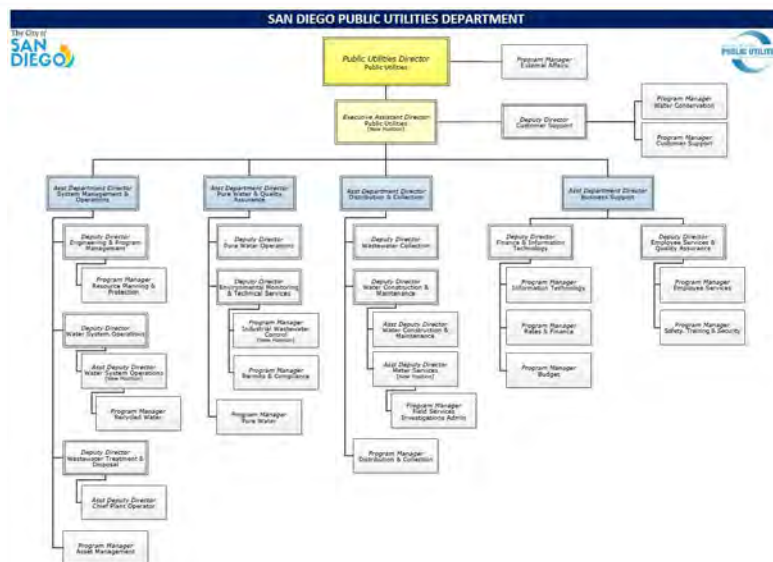 SAN DIEGO PUBLIC UTILITIES DEPARTMENT
The City of
SAN
DIEGO
PUBLIC UTILIT
Public Utilities Director
Public Utilities
Program Manager
External Affairs
Executive Assistant Director
Public Utilities
(New Position)
Deputy Director
Customer Support
Program Manager
Water Conservation
Program Manager
Customer Support
Asst Department Director
System Management &
Operations
Asst Department Director
Pure Water & Quality
Assurance
Asst Department Director
Distribution & Collection
Asst Department Director
Business Support
Deputy Director
Engineering & Program
Management
Program Manager
Resource Planning &
Protection
Deputy Director
Water System Operations
Asst Deputy Director
Water System Operations
(New Position)
Program Manager
Recycled Water
Deputy Director
Wastewater Treatment &
Disposal
Asst Deputy Director
Chief Plant Operator
Program Manager
Asset Management
Deputy Director
Pure Water Operations
Deputy Director
Environmental Monitoring
& Technical Services
Program Manager
Industrial Wastewater
Control
(New Position)
Program Manager
Permits & Compliance
Program Manager
Pure Water
Deputy Director
Wastewater Collection
Deputy Director
Water Construction &
Maintenance
Asst Deputy Director
Water Construction &
Maintenance
Asst Deputy Director
Meter Services
(New Position)
Program Manager
Field Services
Investigations Admin
Program Manager
Distribution & Collection
Deputy Director
Finance & Information
Technology
Program Manager
Information Technology
Program Manager
Rates & Finance
Program Manager
Budget
Deputy Director
Employee Services &
Quality Assurance
Program Manager
Employee Services
Program Manager
Safety, Training & Security